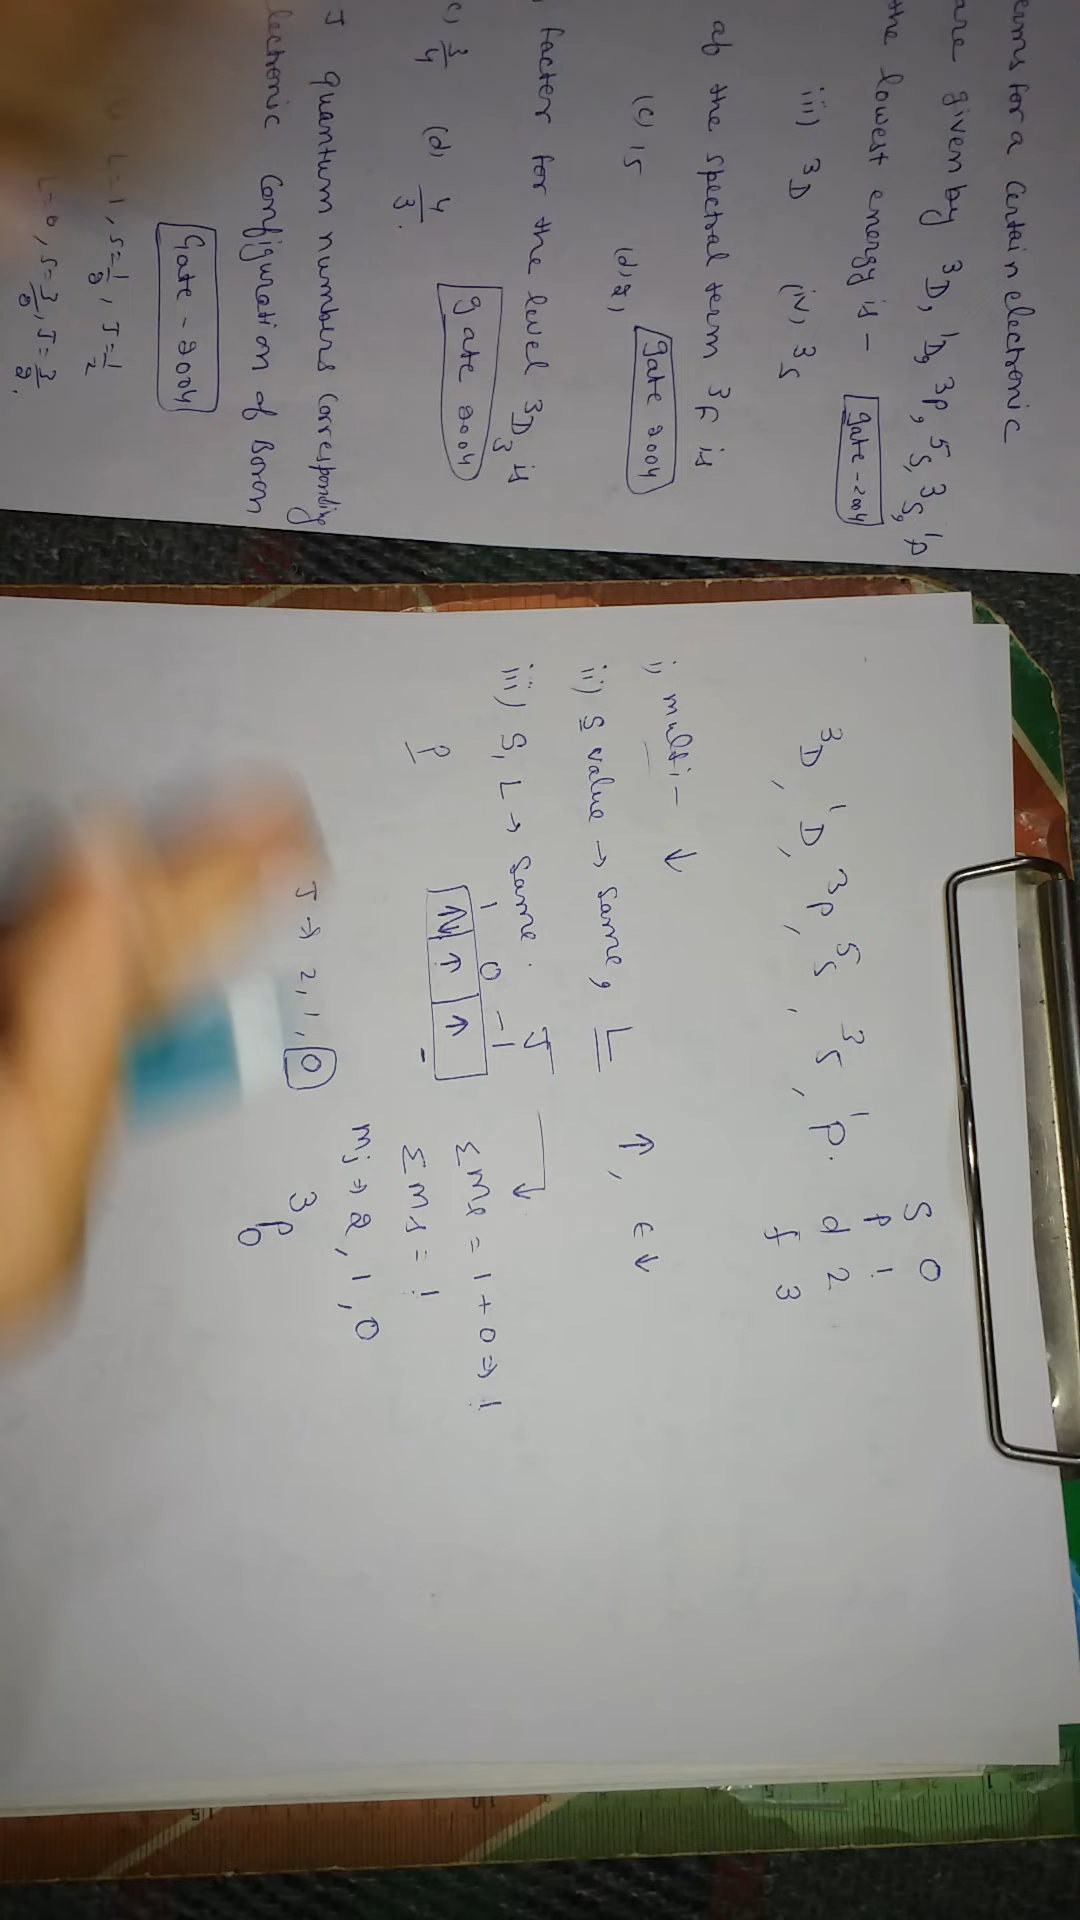 terms for a certain electronic
are given by ³D, ¹D, ³P, ⁵S, ³S, ¹P
the lowest energy is – Gate-2004
iii) ³D (iv) ³S
of the spectral term ³F is
(c) 15 (d) 21 Gate 2004
factor for the level ³D₃ is
c) 3/4 (d) 4/3. Gate 2004
J quantum numbers corresponding
electronic configuration of Boron
Gate-2004
L=1, S=1/2, J=1/2
L=0, S=3/2, J=3/2.
³D, ¹D, ³P, ⁵S, ³S, ¹P.
S 0
P 1
d 2
f 3
i) multi- ↓
ii) S value → same, L ↑, E↓
iii) S, L → same. J
P
1 0 -1
↑↓ ↑ ↑
Σml = 1+0 ⇒ 1
Σms = 1
mj ⇒ 2, 1, 0
J → 2, 1, 0
³P₀